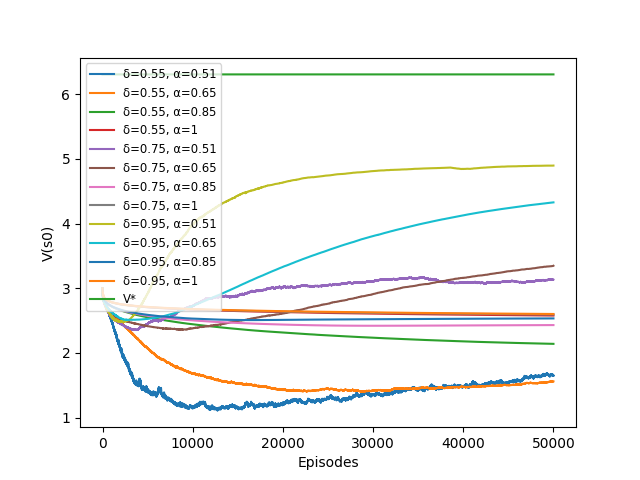 δ=0.55, α=0.51
δ=0.55, α=0.65
δ=0.55, α=0.85
δ=0.55, α=1
δ=0.75, α=0.51
δ=0.75, α=0.65
δ=0.75, α=0.85
δ=0.75, α=1
δ=0.95, α=0.51
δ=0.95, α=0.65
δ=0.95, α=0.85
δ=0.95, α=1
V*
V(s0)
6
5
4
3
2
1
0 10000 20000 30000 40000 50000
Episodes